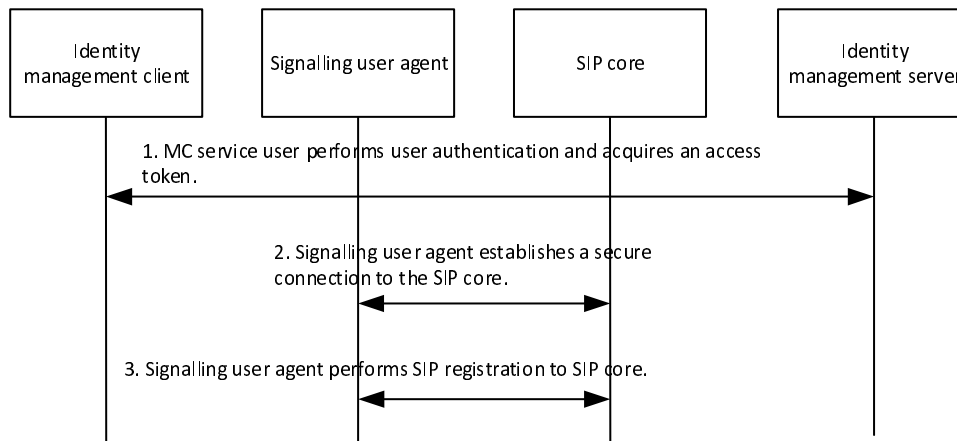 Identity
management client
Signalling user agent
SIP core
Identity
management server
1. MC service user performs user authentication and acquires an access
token.
2. Signalling user agent establishes a secure
connection to the SIP core.
3. Signalling user agent performs SIP registration to SIP core.